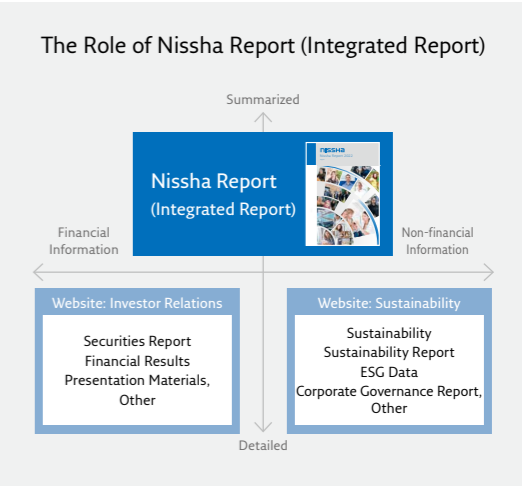 The Role of Nissha Report (Integrated Report)
Summarized
Nissha Report
(Integrated Report)
nissha
Financial
Information
Non-financial
Information
Website: Investor Relations
Securities Report
Financial Results
Presentation Materials,
Other
Website: Sustainability
Sustainability
Sustainability Report
ESG Data
Corporate Governance Report,
Other
Detailed